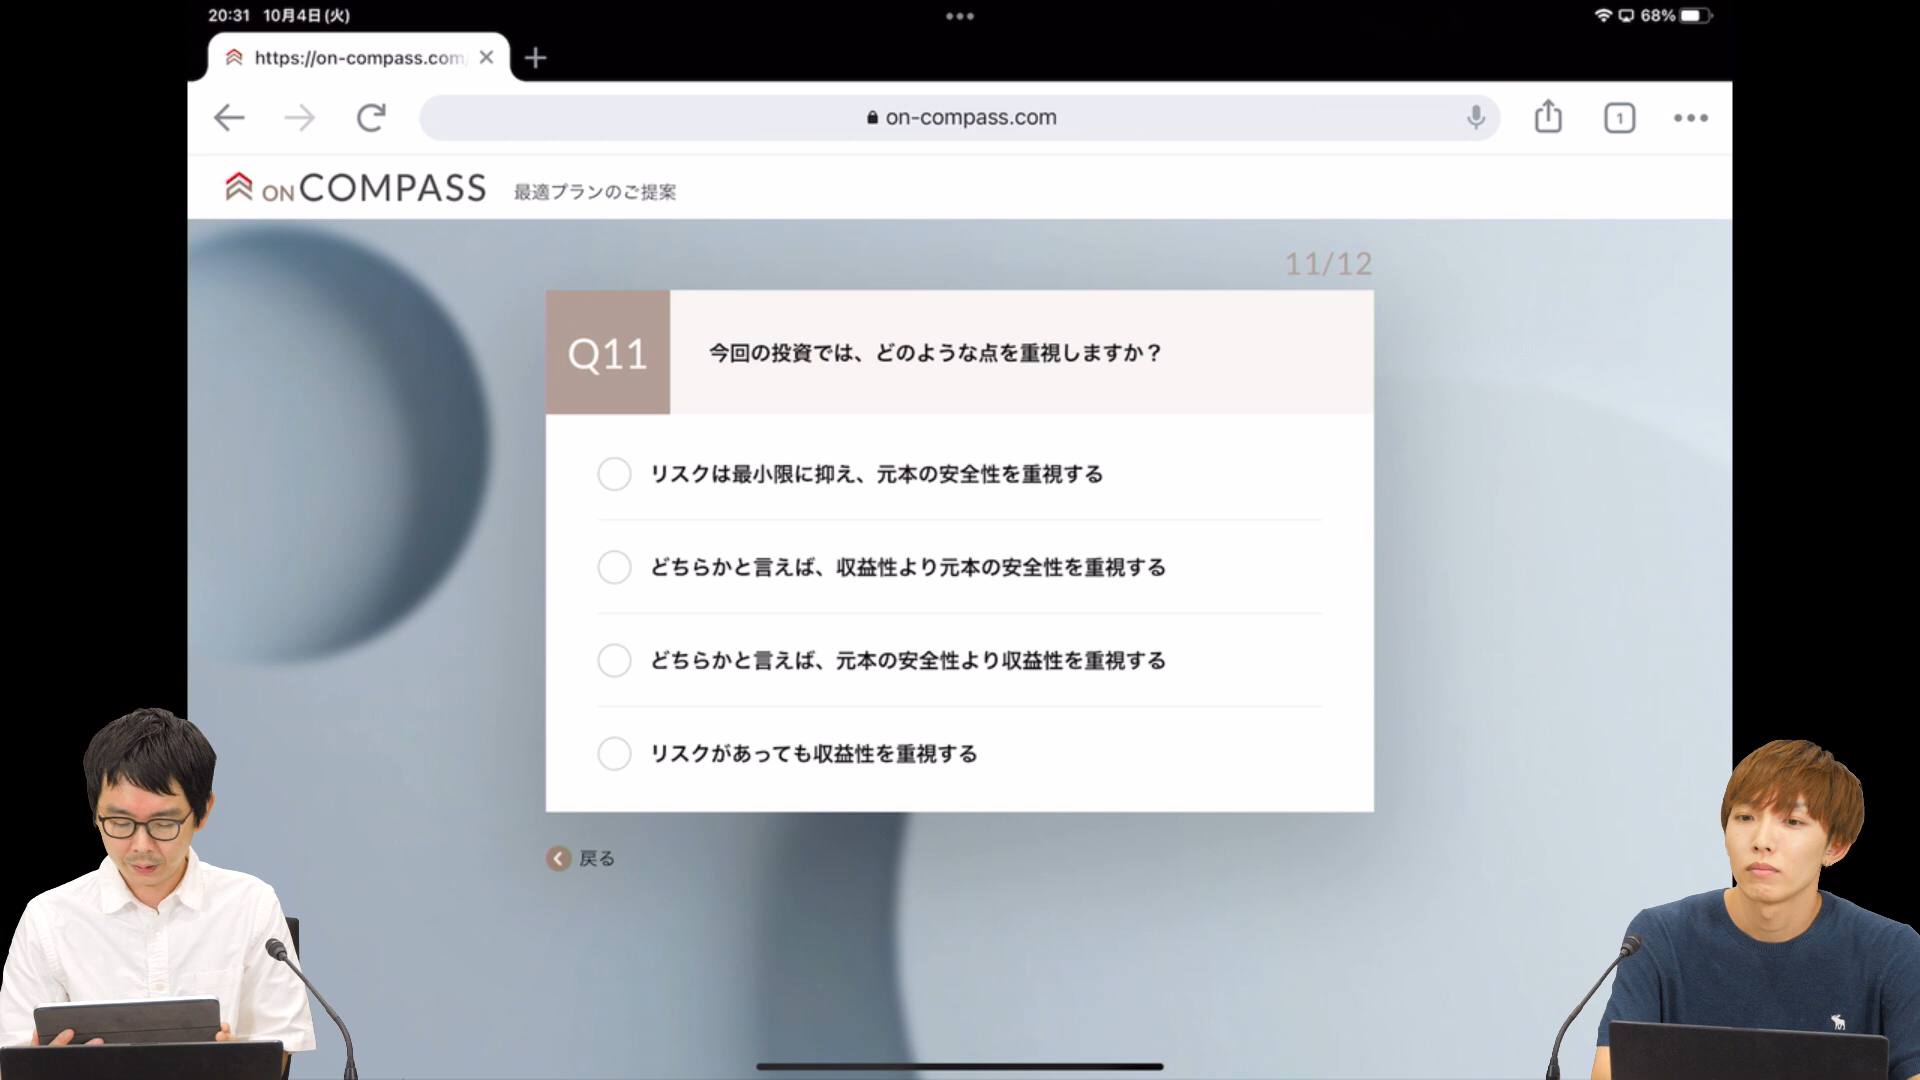 20:31 10月4日(火)
68%
https://on-compass.com
on-compass.com
1
ON COMPASS 最適プランのご提案
11/12
Q11 今回の投資では、どのような点を重視しますか？
リスクは最小限に抑え、元本の安全性を重視する
どちらかと言えば、収益性より元本の安全性を重視する
どちらかと言えば、元本の安全性より収益性を重視する
リスクがあっても収益性を重視する
戻る